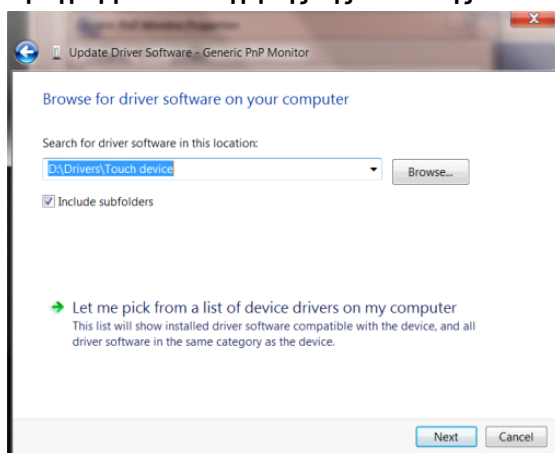 Update Driver Software - Generic PnP Monitor
Browse for driver software on your computer
Search for driver software in this location:
D:\Drivers\Touch device
Browse...
Include subfolders
Let me pick from a list of device drivers on my computer
This list will show installed driver software compatible with the device, and all
driver software in the same category as the device.
Next
Cancel